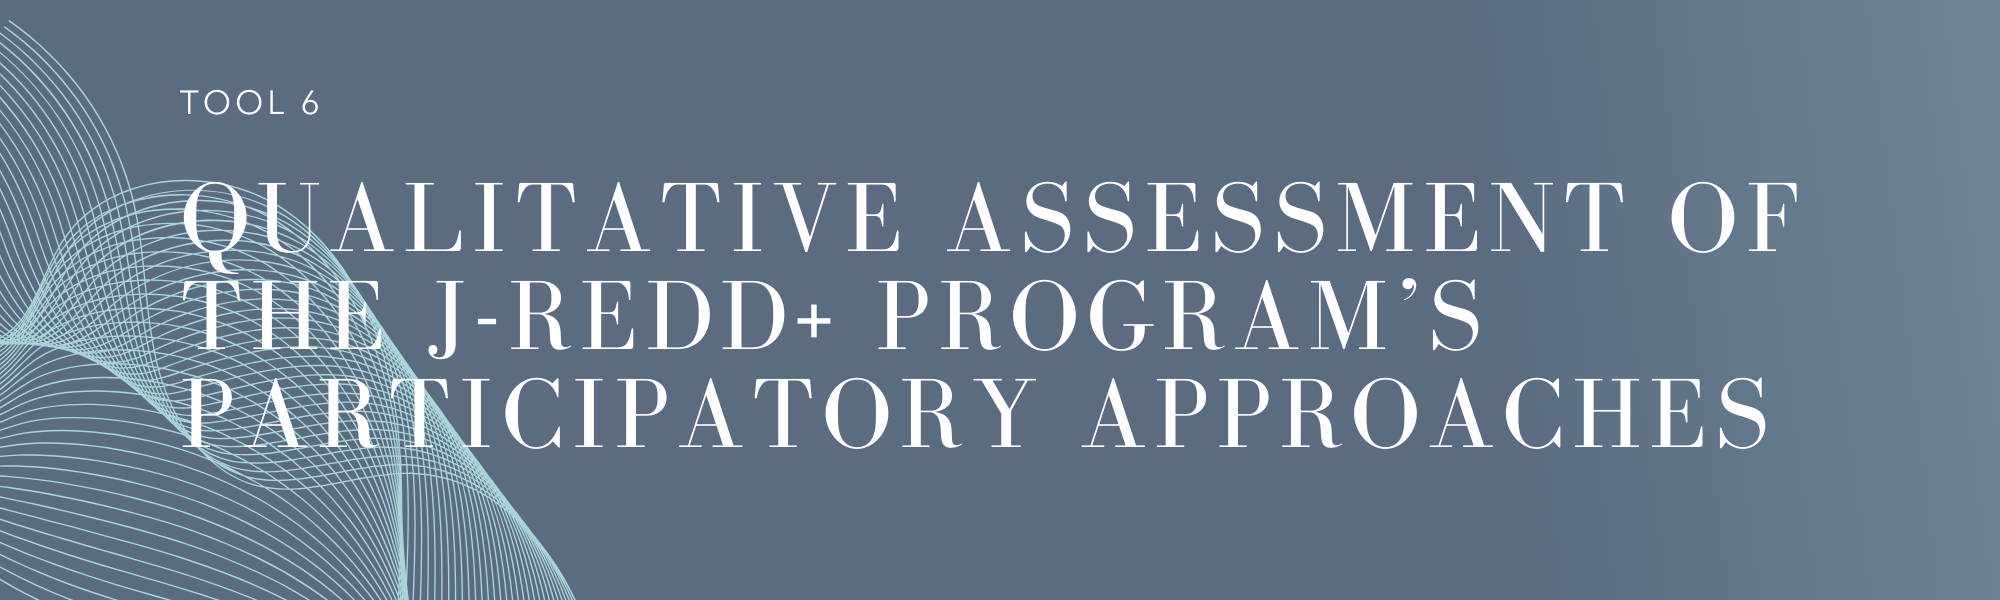 TOOL 6
QUALITATIVE ASSESSMENT OF
THE J-REDD+ PROGRAM’S
PARTICIPATORY APPROACHES